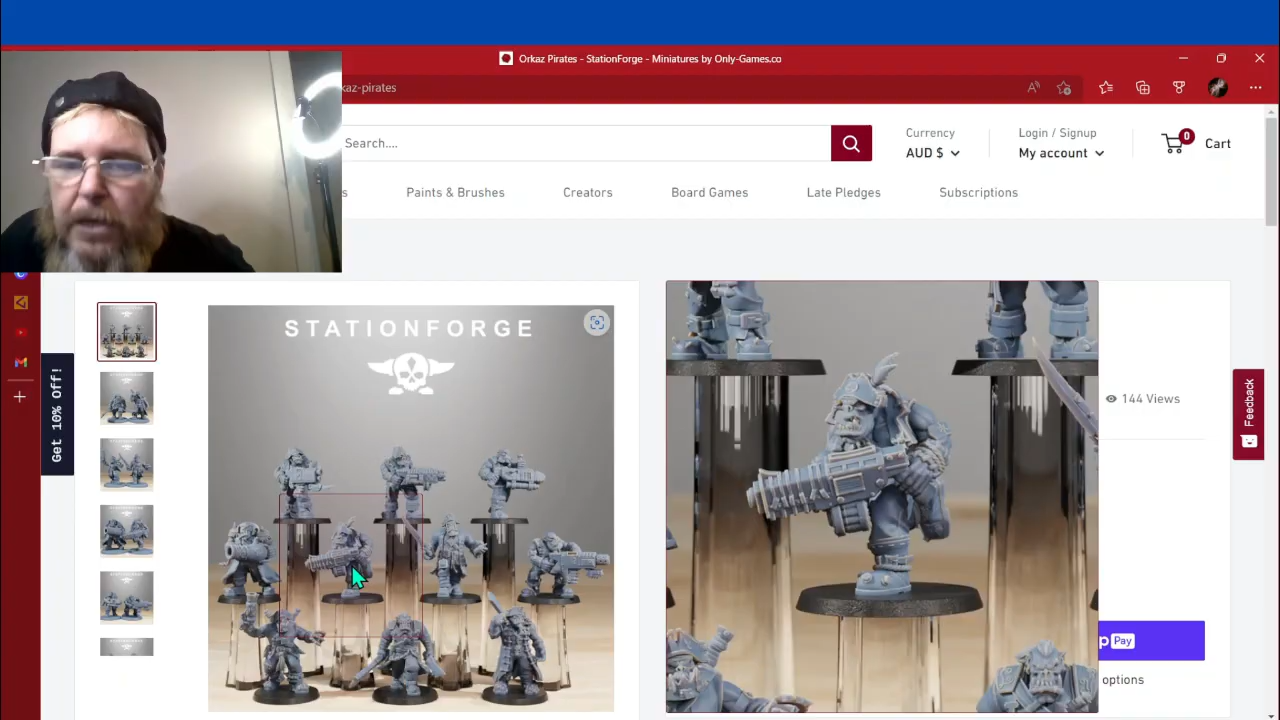 Orkaz Pirates - StationForge - Miniatures by Only-Games.co
kaz-pirates
Search....
Currency
AUD $
Login / Signup
My account
0
Cart
s
Paints & Brushes
Creators
Board Games
Late Pledges
Subscriptions
STATIONFORGE
Get 10% Off!
144 Views
Feedback
Pay
options